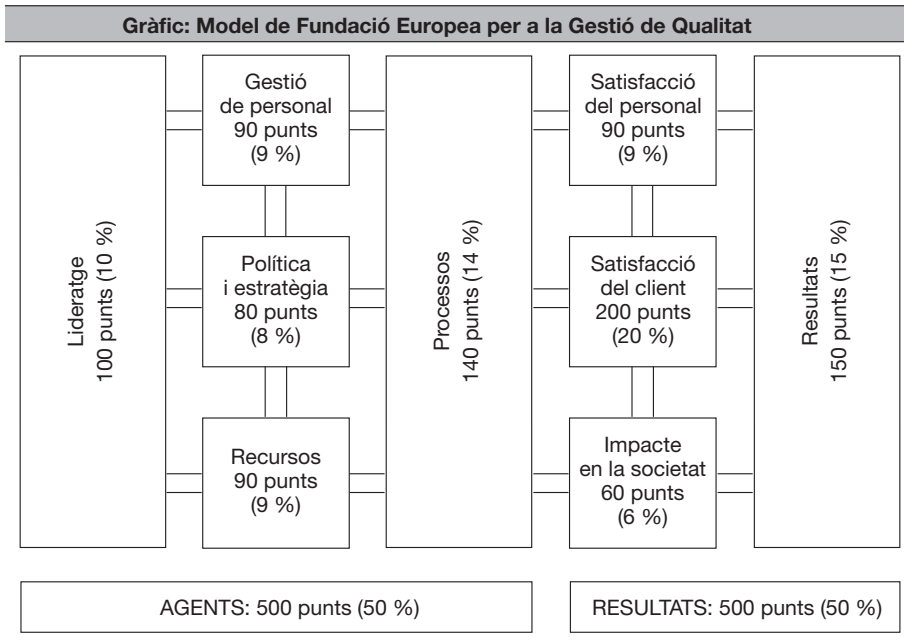 Gràfic: Model de Fundació Europea per a la Gestió de Qualitat
Lideratge
100 punts (10 %)
Gestió
de personal
90 punts
(9 %)
Política
i estratègia
80 punts
(8 %)
Recursos
90 punts
(9 %)
Processos
140 punts (14 %)
Satisfacció
del personal
90 punts
(9 %)
Satisfacció
del client
200 punts
(20 %)
Impacte
en la societat
60 punts
(6 %)
Resultats
150 punts (15 %)
AGENTS: 500 punts (50 %)
RESULTATS: 500 punts (50 %)